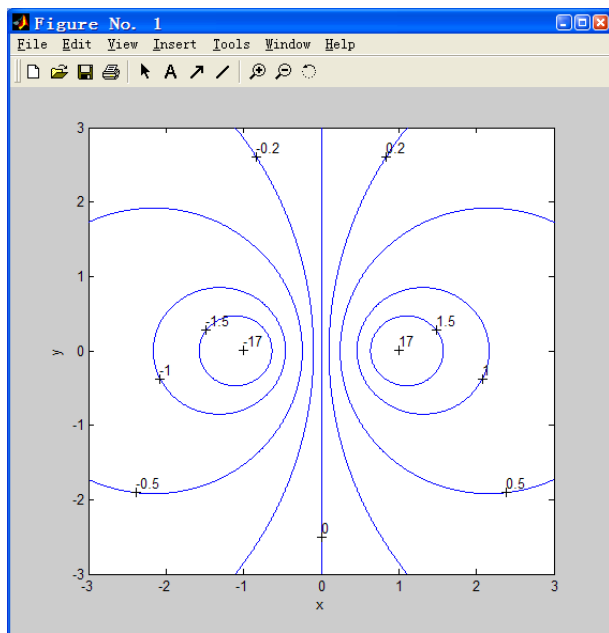 Figure No. 1
File Edit View Insert Tools Window Help
A
3
-0.2 0.2
2
1
-1.5 1.5
-17 17
y 0
-1 1
-1
-0.5 0.5
-2
0
-3
-3 -2 -1 0 1 2 3
x